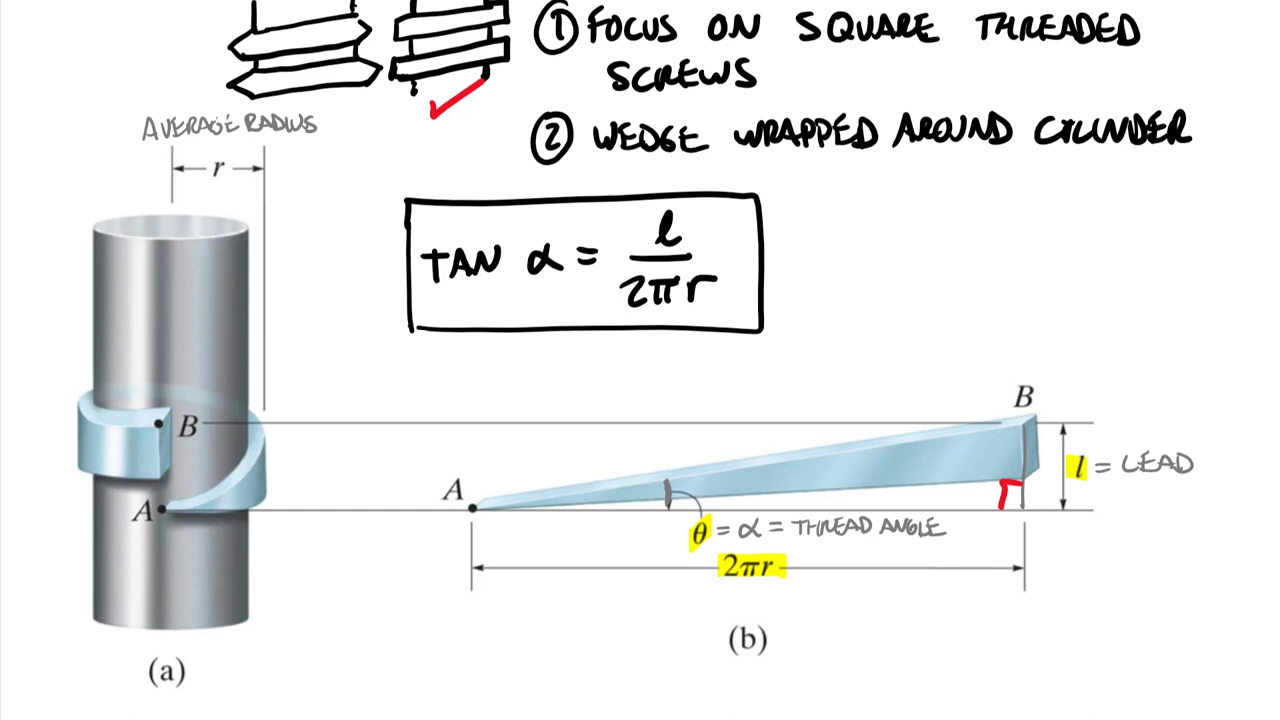 ① FOCUS ON SQUARE THREADED
SCREWS
② WEDGE WRAPPED AROUND CYLINDER
AVERAGE RADIUS
r
TAN α = l / 2πr
B
A
A
B
l = LEAD
θ = α = THREAD ANGLE
2πr
(a)
(b)